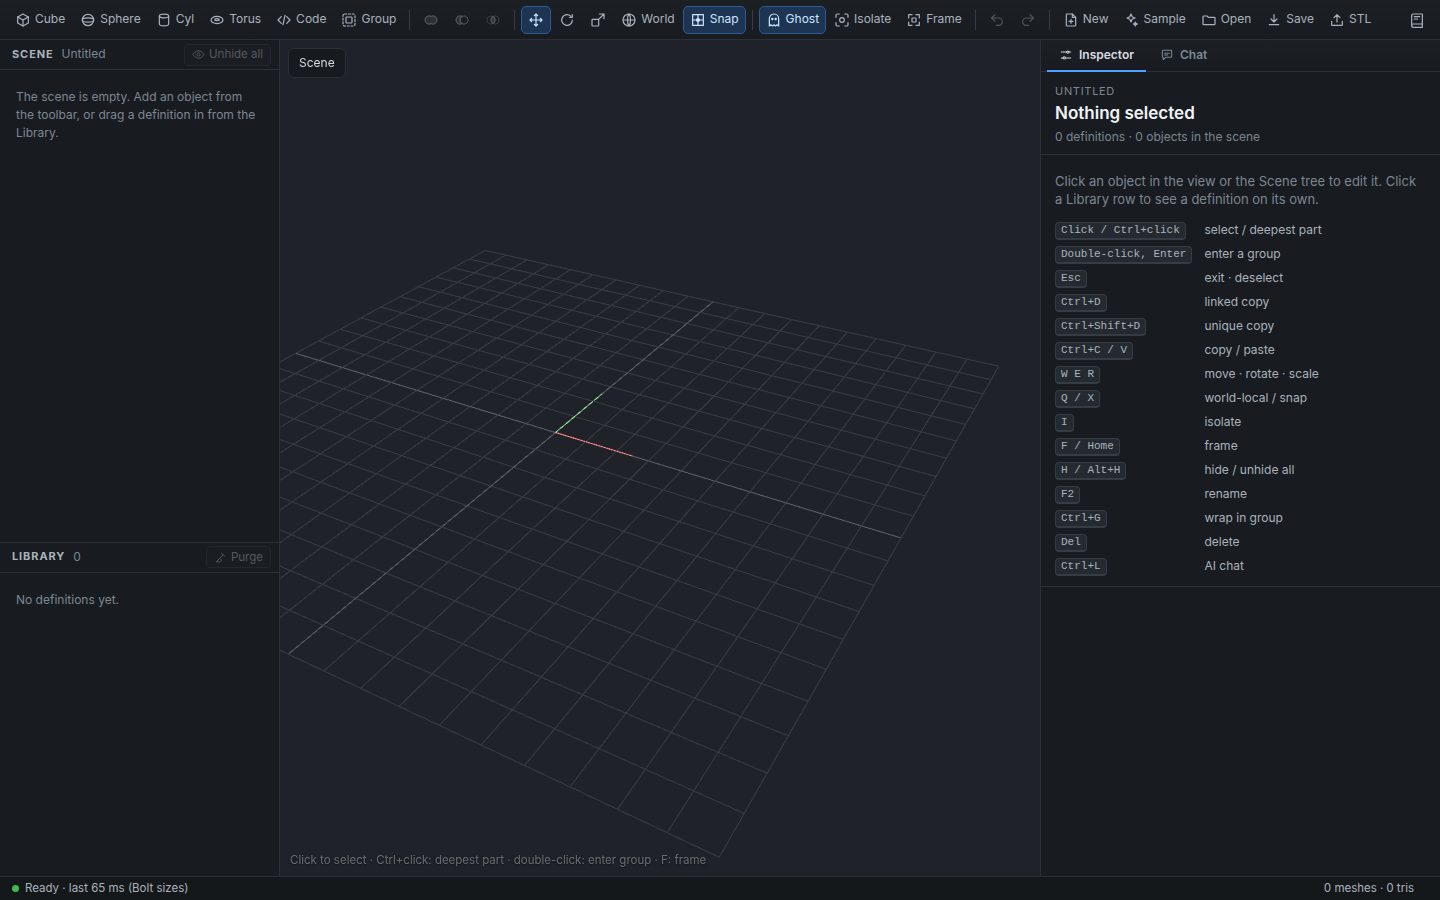 Cube Sphere Cyl Torus Code Group World Snap Ghost Isolate Frame New Sample Open Save STL
SCENE Untitled Unhide all
The scene is empty. Add an object from
the toolbar, or drag a definition in from the
Library.
LIBRARY 0 Purge
No definitions yet.
Scene
Click to select · Ctrl+click: deepest part · double-click: enter group · F: frame
Inspector Chat
UNTITLED
Nothing selected
0 definitions · 0 objects in the scene
Click an object in the view or the Scene tree to edit it. Click
a Library row to see a definition on its own.
Click / Ctrl+click select / deepest part
Double-click, Enter enter a group
Esc exit · deselect
Ctrl+D linked copy
Ctrl+Shift+D unique copy
Ctrl+C / V copy / paste
W E R move · rotate · scale
Q / X world-local / snap
I isolate
F / Home frame
H / Alt+H hide / unhide all
F2 rename
Ctrl+G wrap in group
Del delete
Ctrl+L AI chat
Ready · last 65 ms (Bolt sizes)
0 meshes · 0 tris